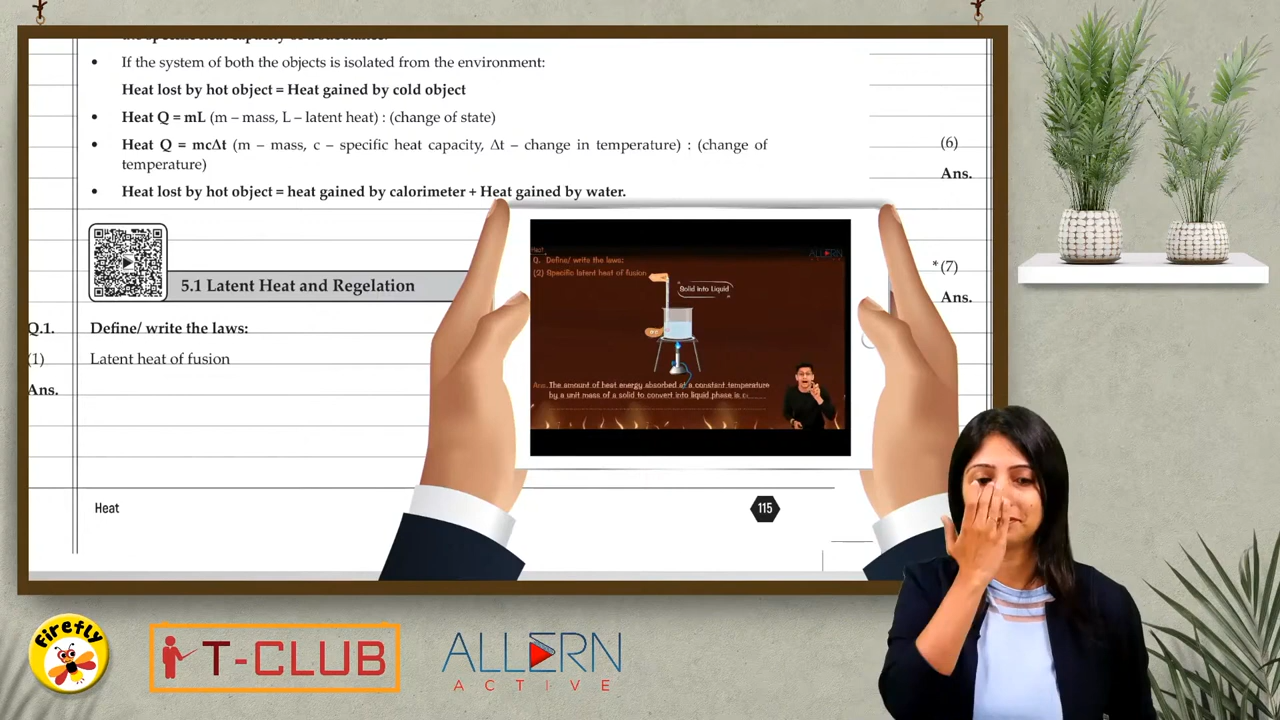 If the system of both the objects is isolated from the environment:
Heat lost by hot object = Heat gained by cold object
Heat Q = mL (m – mass, L – latent heat) : (change of state)
Heat Q = mcΔt (m – mass, c – specific heat capacity, Δt – change in temperature) : (change of
temperature)
Heat lost by hot object = heat gained by calorimeter + Heat gained by water.
(6)
Ans.
*(7)
Ans.
5.1 Latent Heat and Regelation
Q.1. Define/ write the laws:
(1) Latent heat of fusion
Ans.
Heat
115
Heat
ALLERN
Q. Define/ write the laws:
(2) Specific latent heat of fusion
Solid into Liquid
Ans. The amount of heat energy absorbed at a constant temperature
by a unit mass of a solid to convert into liquid phase is
Firefly
T-CLUB
ALLERN
ACTIVE